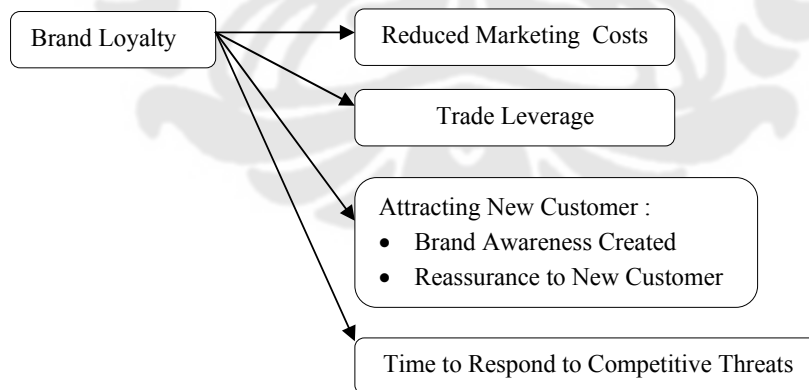 Brand Loyalty
Reduced Marketing Costs
Trade Leverage
Attracting New Customer :
• Brand Awareness Created
• Reassurance to New Customer
Time to Respond to Competitive Threats